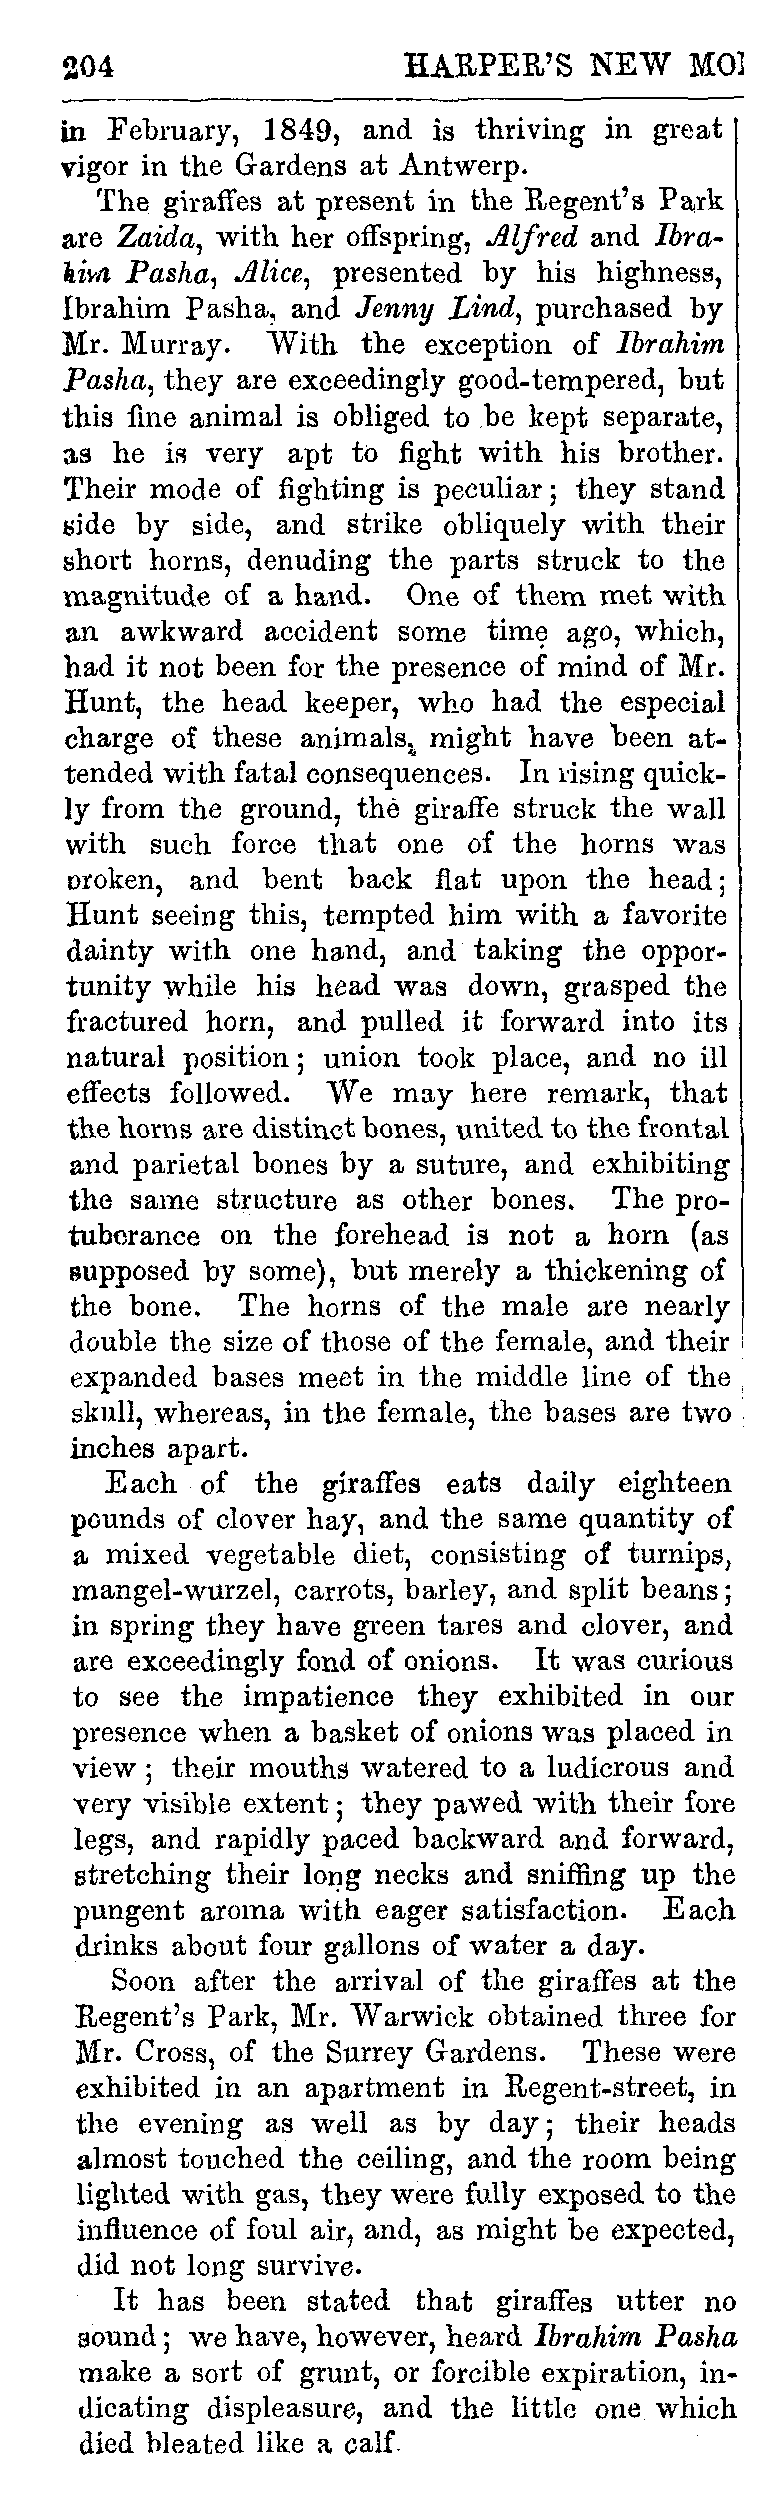 204 HARPER'S NEW MO
in February, 1849, and is thriving in great
vigor in the Gardens at Antwerp.
The giraffes at present in the Regent's Park
are Zaida, with her offspring, Alfred and Ibra-
him Pasha, Alice, presented by his highness,
Ibrahim Pasha, and Jenny Lind, purchased by
Mr. Murray. With the exception of Ibrahim
Pasha, they are exceedingly good-tempered, but
this fine animal is obliged to be kept separate,
as he is very apt to fight with his brother.
Their mode of fighting is peculiar; they stand
side by side, and strike obliquely with their
short horns, denuding the parts struck to the
magnitude of a hand. One of them met with
an awkward accident some time ago, which,
had it not been for the presence of mind of Mr.
Hunt, the head keeper, who had the especial
charge of these animals, might have been at-
tended with fatal consequences. In rising quick-
ly from the ground, the giraffe struck the wall
with such force that one of the horns was
broken, and bent back flat upon the head;
Hunt seeing this, tempted him with a favorite
dainty with one hand, and taking the oppor-
tunity while his head was down, grasped the
fractured horn, and pulled it forward into its
natural position; union took place, and no ill
effects followed. We may here remark, that
the horns are distinct bones, united to the frontal
and parietal bones by a suture, and exhibiting
the same structure as other bones. The pro-
tuberance on the forehead is not a horn (as
supposed by some), but merely a thickening of
the bone. The horns of the male are nearly
double the size of those of the female, and their
expanded bases meet in the middle line of the
skull, whereas, in the female, the bases are two
inches apart.
Each of the giraffes eats daily eighteen
pounds of clover hay, and the same quantity of
a mixed vegetable diet, consisting of turnips,
mangel-wurzel, carrots, barley, and split beans;
in spring they have green tares and clover, and
are exceedingly fond of onions. It was curious
to see the impatience they exhibited in our
presence when a basket of onions was placed in
view; their mouths watered to a ludicrous and
very visible extent; they pawed with their fore
legs, and rapidly paced backward and forward,
stretching their long necks and sniffing up the
pungent aroma with eager satisfaction. Each
drinks about four gallons of water a day.
Soon after the arrival of the giraffes at the
Regent's Park, Mr. Warwick obtained three for
Mr. Cross, of the Surrey Gardens. These were
exhibited in an apartment in Regent-street, in
the evening as well as by day; their heads
almost touched the ceiling, and the room being
lighted with gas, they were fully exposed to the
influence of foul air, and, as might be expected,
did not long survive.
It has been stated that giraffes utter no
sound; we have, however, heard Ibrahim Pasha
make a sort of grunt, or forcible expiration, in-
dicating displeasure, and the little one which
died bleated like a calf.